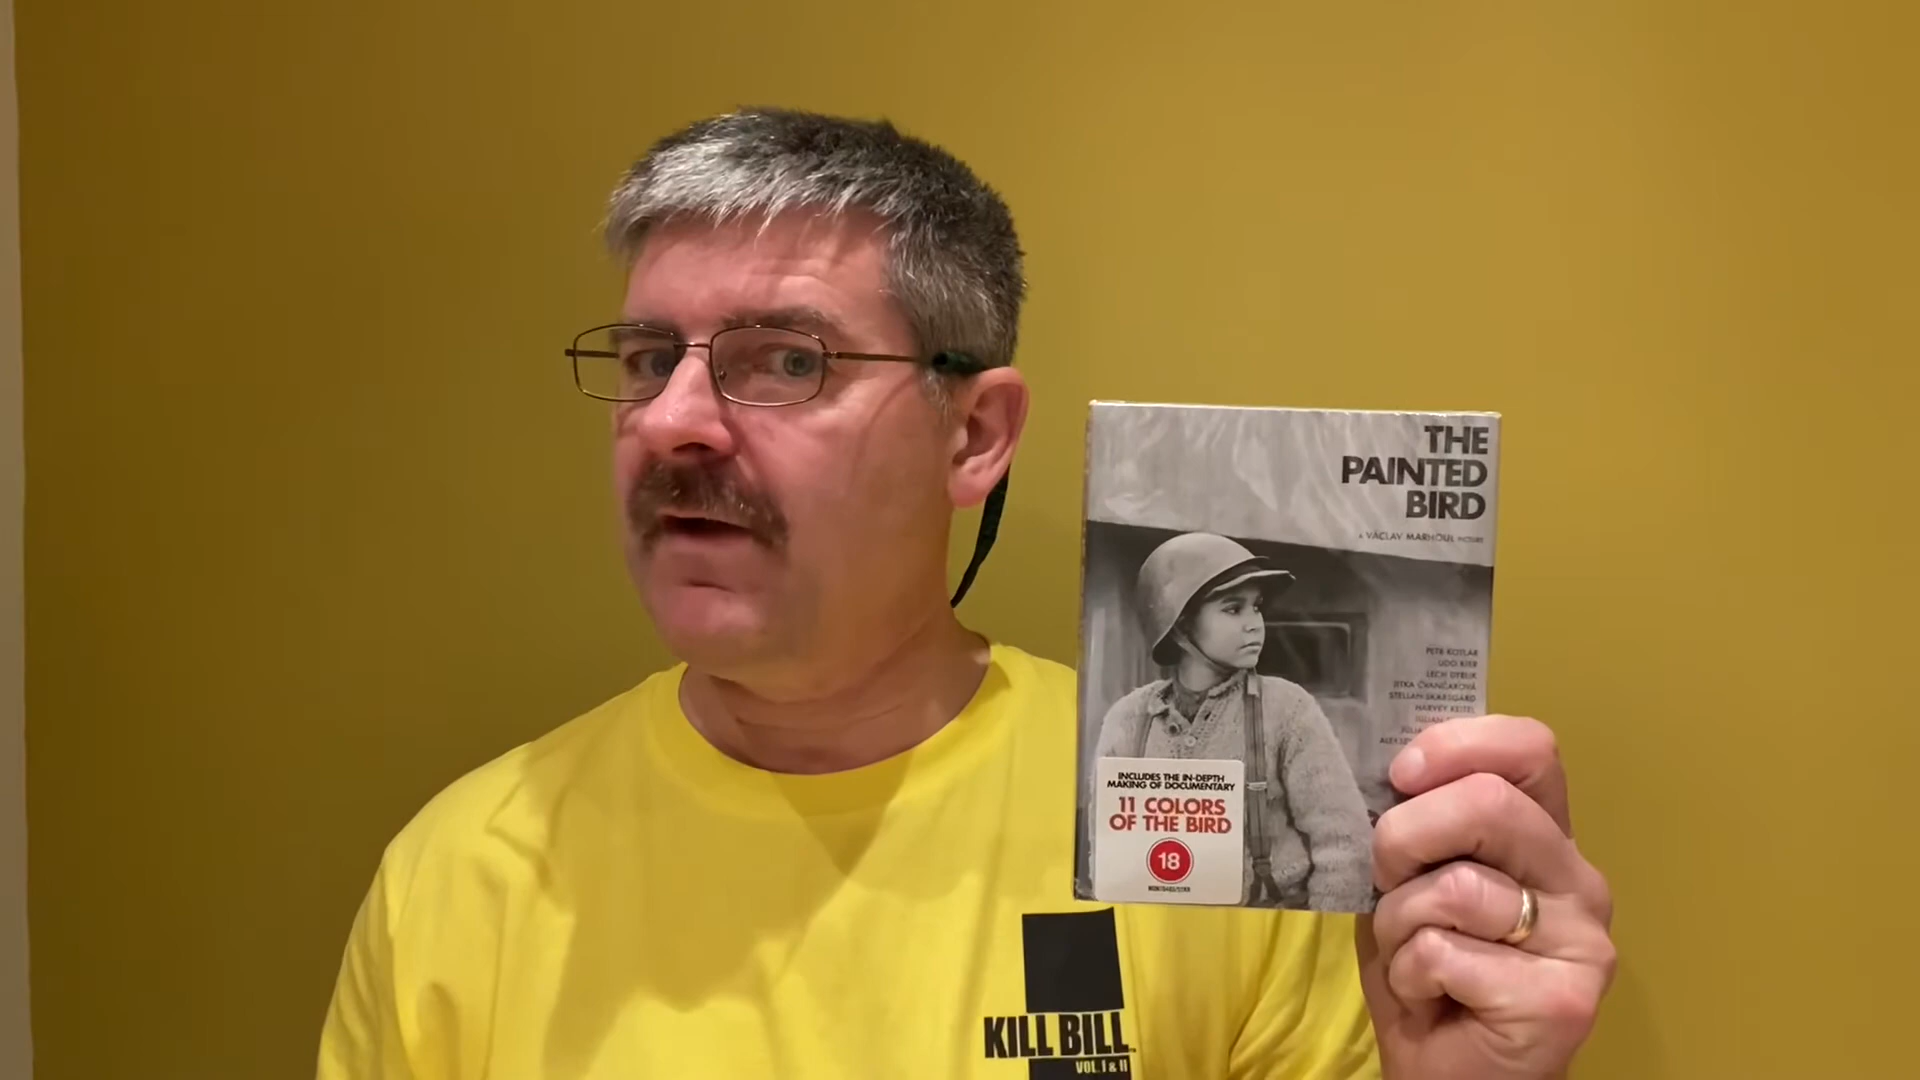 THE
PAINTED
BIRD
A VÁCLAV MARHOUL PICTURE
PETR KOTLÁR
UDO KIER
LECH DYBLIK
JITKA ČVANČAROVÁ
STELLAN SKARSGÅRD
HARVEY KEITEL
JULIAN
INCLUDES THE IN-DEPTH
MAKING OF DOCUMENTARY
11 COLORS
OF THE BIRD
18
KILL BILL
VOL. I & II